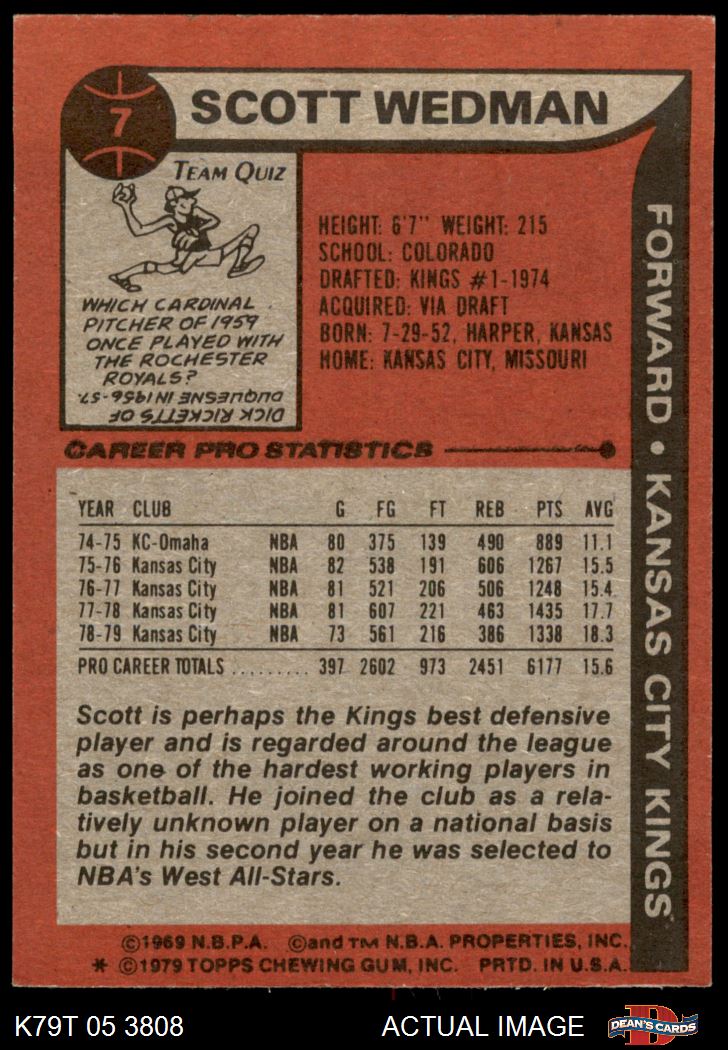 7
SCOTT WEDMAN
TEAM QUIZ
WHICH CARDINAL
PITCHER OF 1959
ONCE PLAYED WITH
THE ROCHESTER
ROYALS?
DICK RICKETTS OF
DUQUESNE IN 1956-57.
HEIGHT: 6'7" WEIGHT: 215
SCHOOL: COLORADO
DRAFTED: KINGS #1-1974
ACQUIRED: VIA DRAFT
BORN: 7-29-52, HARPER, KANSAS
HOME: KANSAS CITY, MISSOURI
FORWARD • KANSAS CITY KINGS
CAREER PRO STATISTICS
YEAR CLUB G FG FT REB PTS AVG
74-75 KC-Omaha NBA 80 375 139 490 889 11.1
75-76 Kansas City NBA 82 538 191 606 1267 15.5
76-77 Kansas City NBA 81 521 206 506 1248 15.4
77-78 Kansas City NBA 81 607 221 463 1435 17.7
78-79 Kansas City NBA 73 561 216 386 1338 18.3
PRO CAREER TOTALS ......... 397 2602 973 2451 6177 15.6
Scott is perhaps the Kings best defensive
player and is regarded around the league
as one of the hardest working players in
basketball. He joined the club as a rela-
tively unknown player on a national basis
but in his second year he was selected to
NBA's West All-Stars.
©1969 N.B.P.A. ©and TM N.B.A. PROPERTIES, INC.
* ©1979 TOPPS CHEWING GUM, INC. PRTD. IN U.S.A.
K79T 05 3808 ACTUAL IMAGE
DEAN'S CARDS